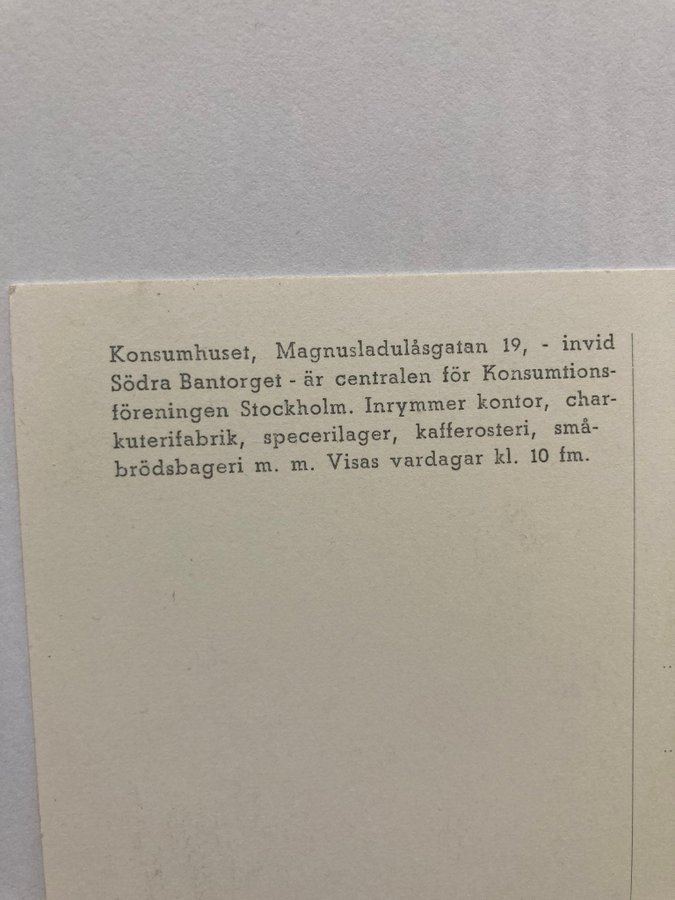 Konsumhuset, Magnusladulåsgatan 19, - invid
Södra Bantorget - är centralen för Konsumtions-
föreningen Stockholm. Inrymmer kontor, char-
kuterifabrik, specerilager, kafferosteri, små-
brödsbageri m. m. Visas vardagar kl. 10 fm.